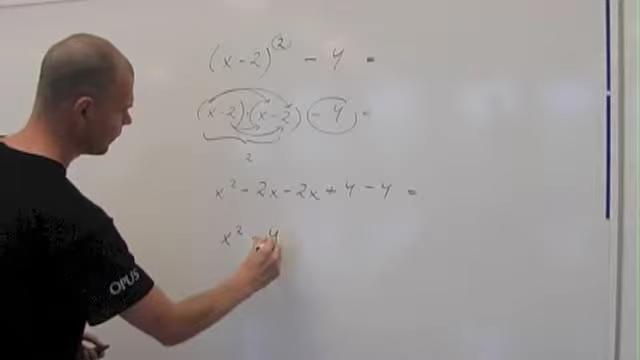 (x-2)² - 4 =
(x-2)·(x-2) - 4 =
2
x² - 2x - 2x + 4 - 4 =
x² - 4
OPUS